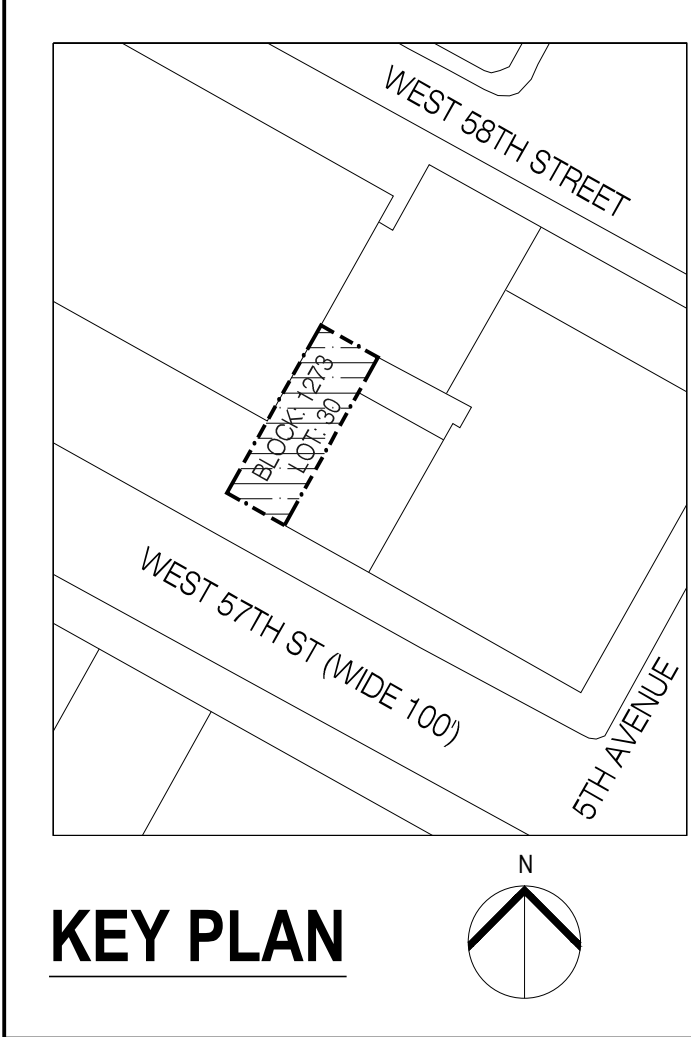 WEST 58TH STREET
BLOCK: 1273
LOT: 30
WEST 57TH ST (WIDE 100')
5TH AVENUE
N
KEY PLAN